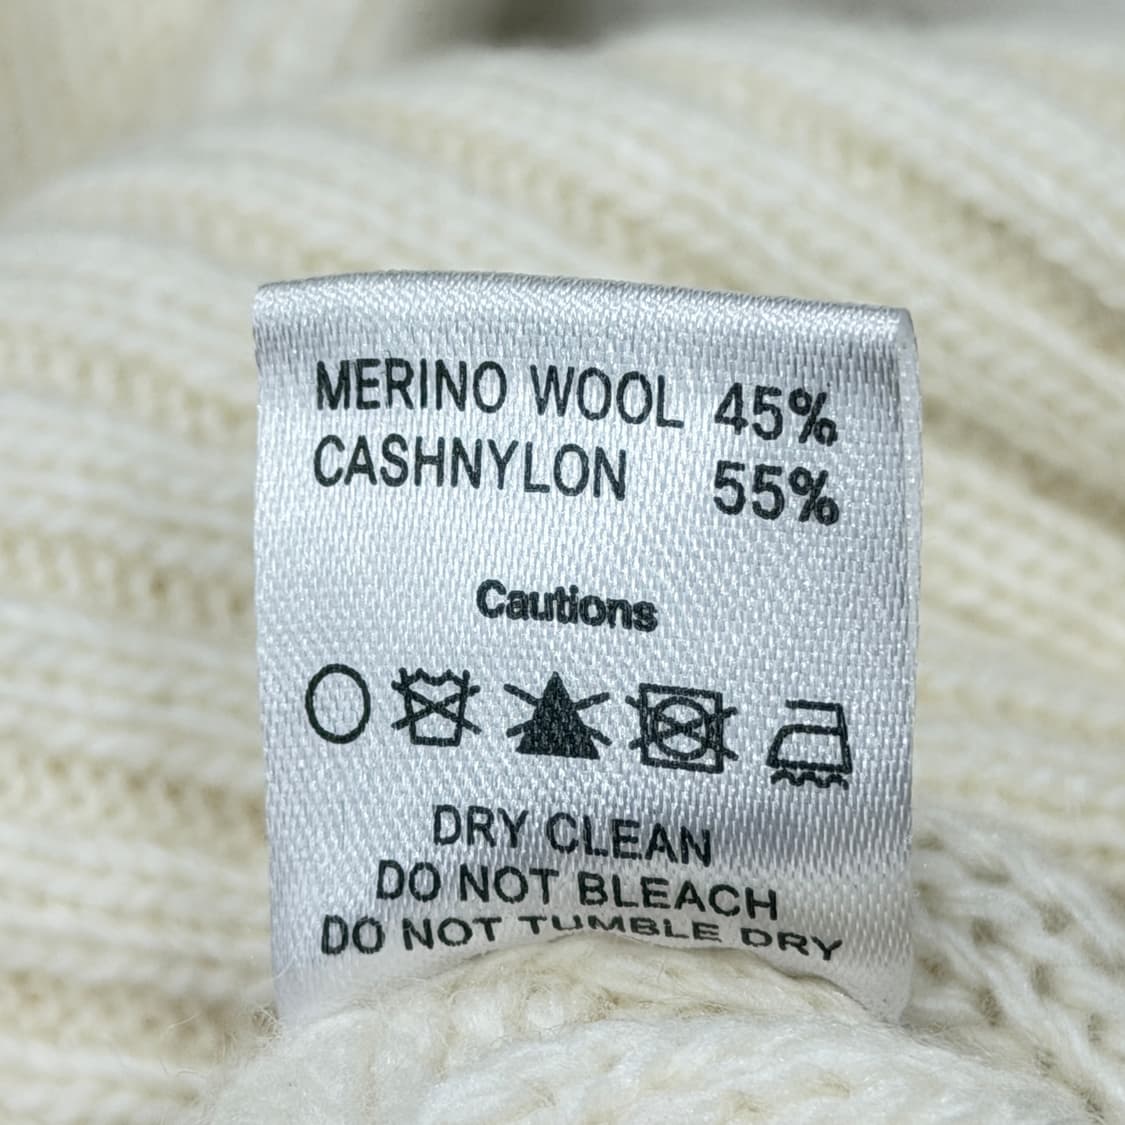 MERINO WOOL 45%
CASHNYLON 55%
Cautions
DRY CLEAN
DO NOT BLEACH
DO NOT TUMBLE DRY